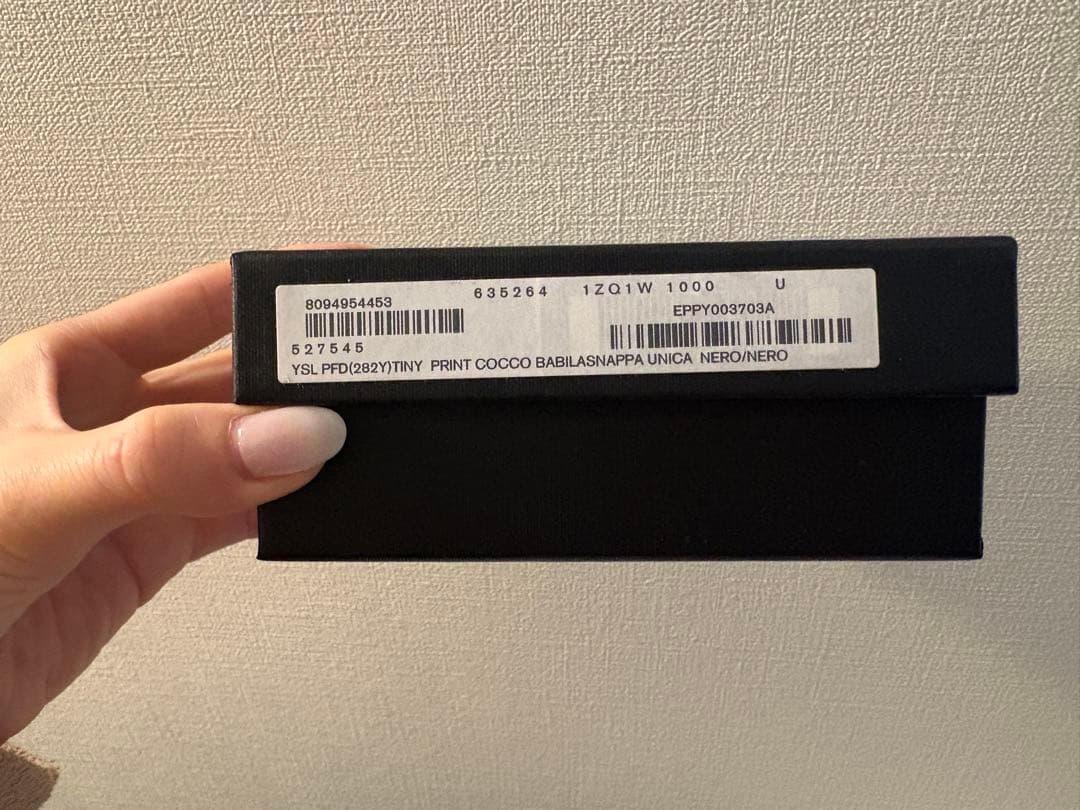 635264 1ZQ1W 1000 U
8094954453
EPPY003703A
527545
YSL PFD(282Y)TINY PRINT COCCO BABILASNAPPA UNICA NERO/NERO